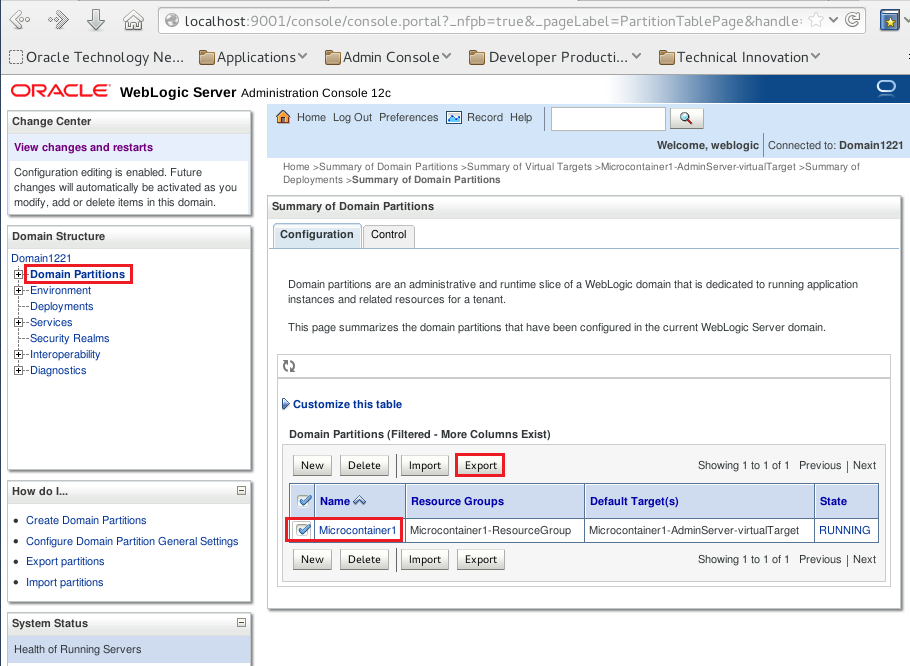 localhost:9001/console/console.portal?_nfpb=true&_pageLabel=PartitionTablePage&handle=
Oracle Technology Ne...
Applications
Admin Console
Developer Producti...
Technical Innovation
ORACLE WebLogic Server Administration Console 12c
Change Center
View changes and restarts
Configuration editing is enabled. Future
changes will automatically be activated as you
modify, add or delete items in this domain.
Domain Structure
Domain1221
Domain Partitions
Environment
Deployments
Services
Security Realms
Interoperability
Diagnostics
How do I...
Create Domain Partitions
Configure Domain Partition General Settings
Export partitions
Import partitions
System Status
Health of Running Servers
Home Log Out Preferences Record Help
Welcome, weblogic Connected to: Domain1221
Home >Summary of Domain Partitions >Summary of Virtual Targets >Microcontainer1-AdminServer-virtualTarget >Summary of
Deployments >Summary of Domain Partitions
Summary of Domain Partitions
Configuration Control
Domain partitions are an administrative and runtime slice of a WebLogic domain that is dedicated to running application
instances and related resources for a tenant.
This page summarizes the domain partitions that have been configured in the current WebLogic Server domain.
Customize this table
Domain Partitions (Filtered - More Columns Exist)
New Delete Import Export Showing 1 to 1 of 1 Previous | Next
Name Resource Groups Default Target(s) State
Microcontainer1 Microcontainer1-ResourceGroup Microcontainer1-AdminServer-virtualTarget RUNNING
New Delete Import Export Showing 1 to 1 of 1 Previous | Next